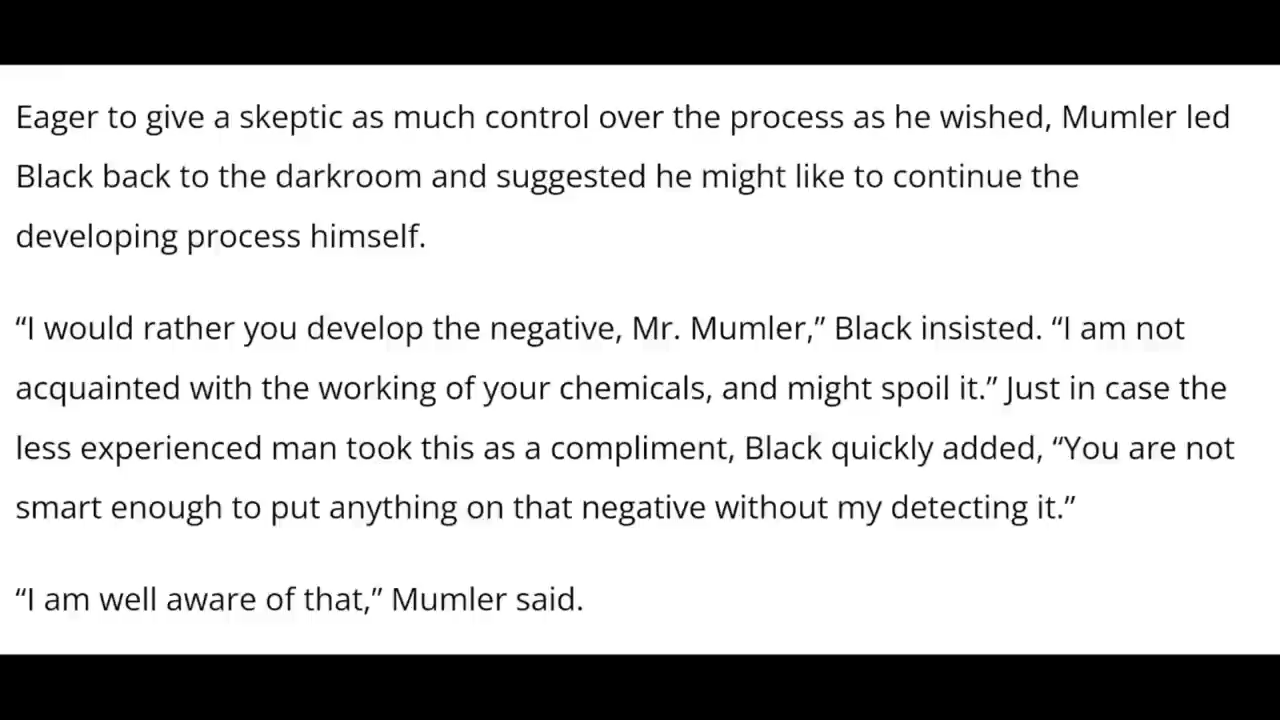 Eager to give a skeptic as much control over the process as he wished, Mumler led
Black back to the darkroom and suggested he might like to continue the
developing process himself.
“I would rather you develop the negative, Mr. Mumler,” Black insisted. “I am not
acquainted with the working of your chemicals, and might spoil it.” Just in case the
less experienced man took this as a compliment, Black quickly added, “You are not
smart enough to put anything on that negative without my detecting it.”
“I am well aware of that,” Mumler said.